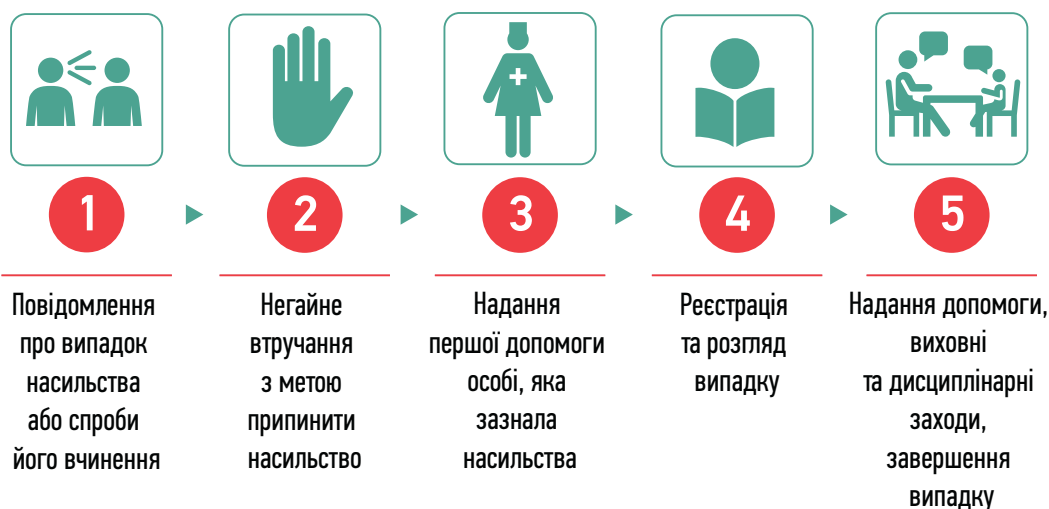 1
2
3
4
5
Повідомлення
про випадок
насильства
або спроби
його вчинення
Негайне
втручання
з метою
припинити
насильство
Надання
першої допомоги
особі, яка
зазнала
насильства
Реєстрація
та розгляд
випадку
Надання допомоги,
виховні
та дисциплінарні
заходи,
завершення
випадку